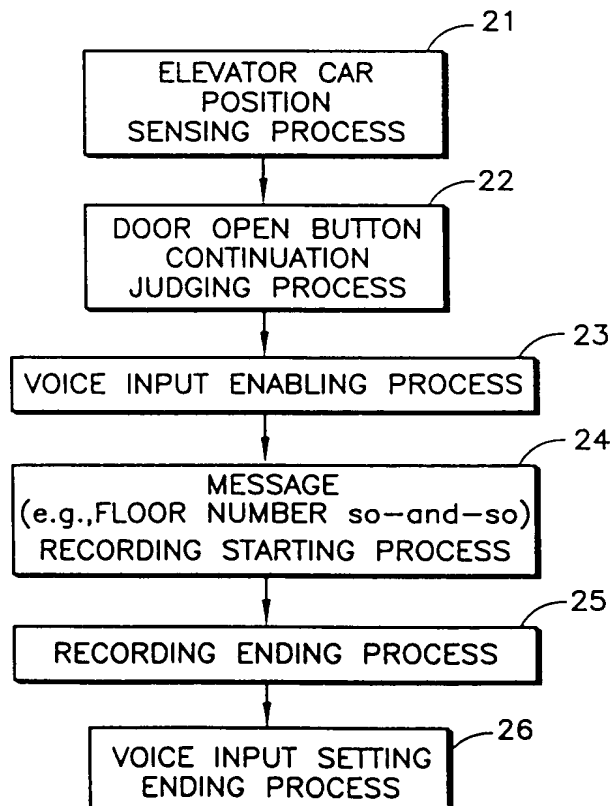 21
ELEVATOR CAR
POSITION
SENSING PROCESS
22
DOOR OPEN BUTTON
CONTINUATION
JUDGING PROCESS
23
VOICE INPUT ENABLING PROCESS
24
MESSAGE
(e.g.,FLOOR NUMBER so-and-so)
RECORDING STARTING PROCESS
25
RECORDING ENDING PROCESS
26
VOICE INPUT SETTING
ENDING PROCESS